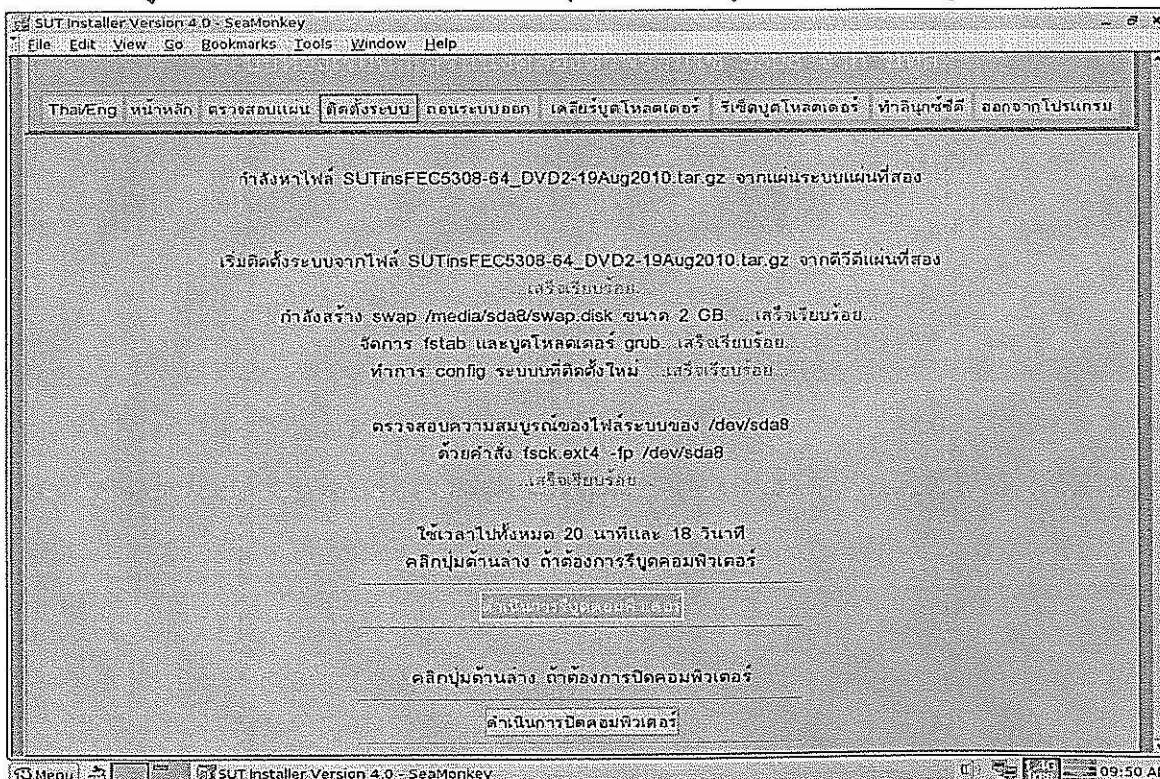 SUT Installer Version 4.0 - SeaMonkey
File Edit View Go Bookmarks Tools Window Help
Thai/Eng หน้าหลัก ตรวจสอบแผ่น ติดตั้งระบบ ถอนระบบออก เคลียร์บูตโหลดเดอร์ รีเซ็ตบูตโหลดเดอร์ ทำลินุกซ์ซีดี ออกจากโปรแกรม
กำลังหาไฟล์ SUTinsFEC5308-64_DVD2-19Aug2010.tar.gz จากแผ่นระบบแผ่นที่สอง
เริ่มติดตั้งระบบจากไฟล์ SUTinsFEC5308-64_DVD2-19Aug2010.tar.gz จากดีวีดีแผ่นที่สอง
...เสร็จเรียบร้อย...
กำลังสร้าง swap /media/sda8/swap.disk ขนาด 2 GB ...เสร็จเรียบร้อย...
จัดการ fstab และบูตโหลดเดอร์ grub...เสร็จเรียบร้อย...
ทำการ config ระบบบที่ติดตั้งใหม่ ...เสร็จเรียบร้อย...
ตรวจสอบความสมบูรณ์ของไฟล์ระบบของ /dev/sda8
ด้วยคำสั่ง fsck.ext4 -fp /dev/sda8
...เสร็จเรียบร้อย...
ใช้เวลาไปทั้งหมด 20 นาทีและ 18 วินาที
คลิกปุ่มด้านล่าง ถ้าต้องการรีบูตคอมพิวเตอร์
ดำเนินการรีบูตคอมพิวเตอร์
คลิกปุ่มด้านล่าง ถ้าต้องการปิดคอมพิวเตอร์
ดำเนินการปิดคอมพิวเตอร์
Menu SUT Installer Version 4.0 - SeaMonkey 09:50 AM